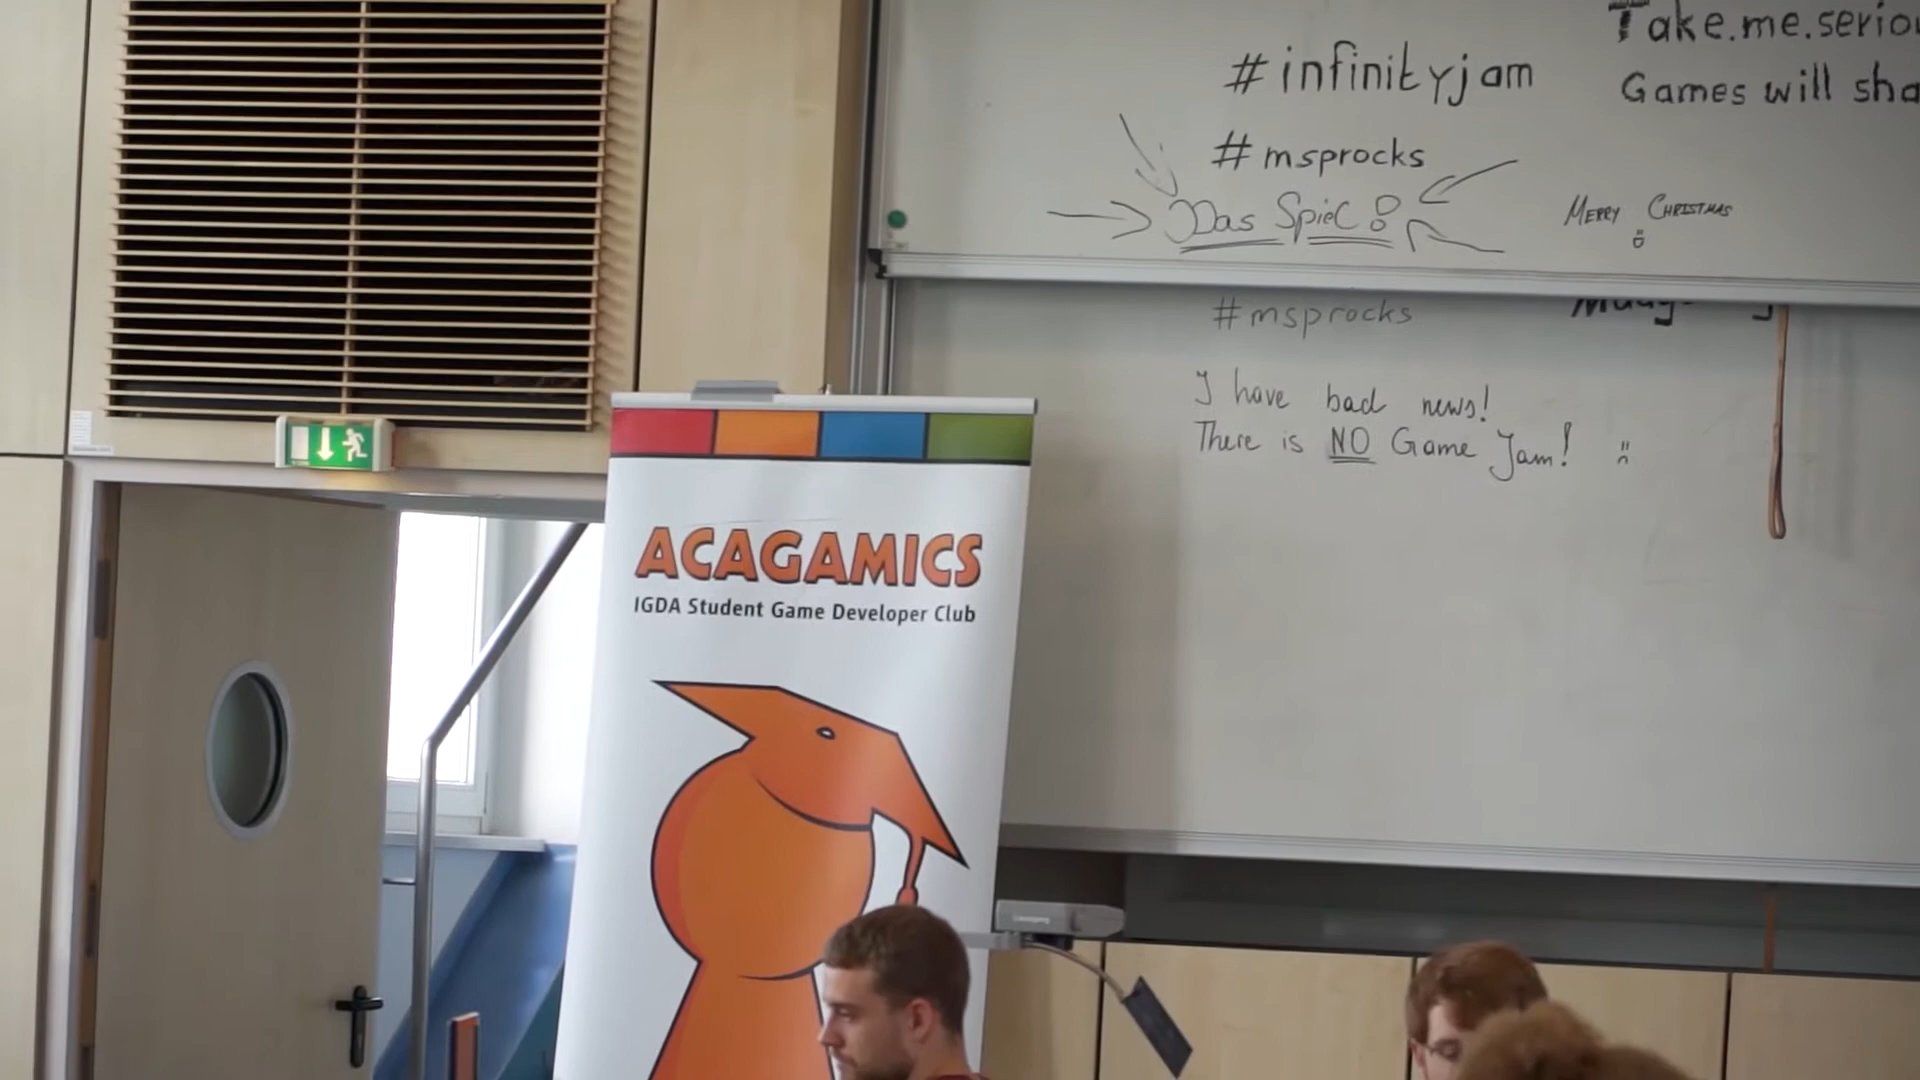 Take.me.seriou
Games will sha
#infinityjam
#msprocks
Das Spiel!
MERRY CHRISTMAS
#msprocks
I have bad news!
There is NO Game Jam!
ACAGAMICS
IGDA Student Game Developer Club